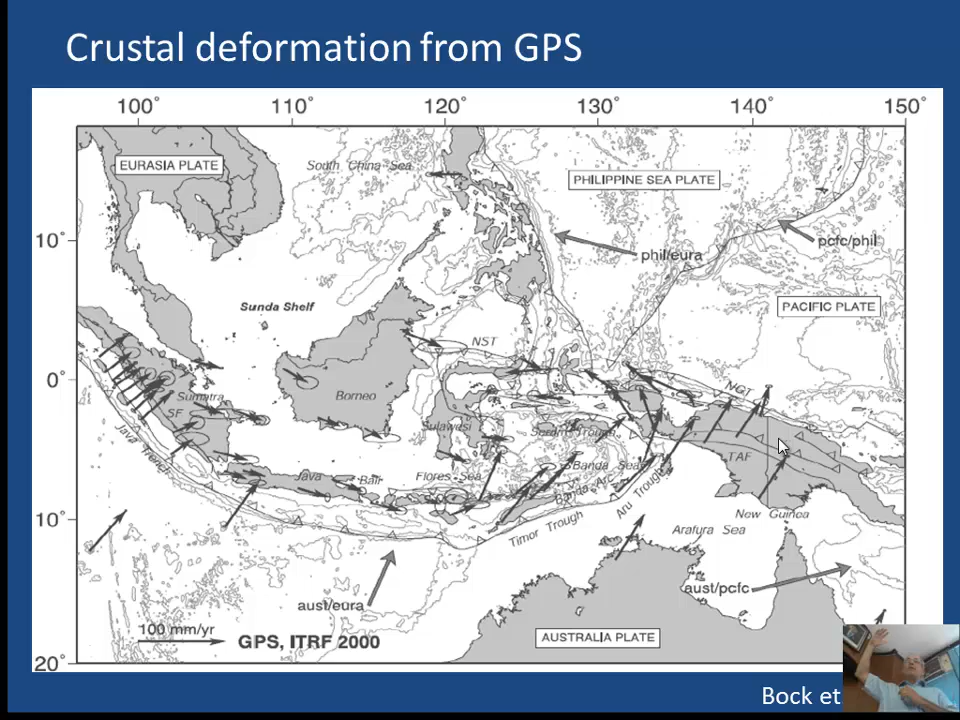 Crustal deformation from GPS
100° 110° 120° 130° 140° 150°
EURASIA PLATE
South China Sea
PHILIPPINE SEA PLATE
10°
pcfc/phil
phil/eura
Sunda Shelf
PACIFIC PLATE
NST
0°
NGT
Sumatra
Borneo
SF
Sulawesi
Seram Trough
Java Trench
TAF
Java
Bali
Flores Sea
Banda Sea
Banda Arc
Aru Trough
New Guinea
10°
Timor Trough
Arafura Sea
aust/eura
aust/pcfc
100 mm/yr
GPS, ITRF 2000
AUSTRALIA PLATE
20°
Bock et